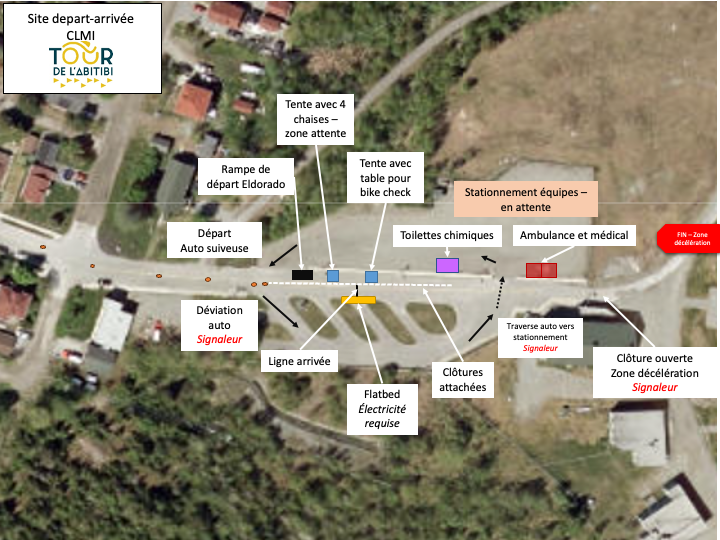 Site depart-arrivée
CLMI
TOUR
DE L'ABITIBI
Tente avec 4
chaises –
zone attente
Rampe de
départ Eldorado
Tente avec
table pour
bike check
Stationnement équipes –
en attente
Départ
Auto suiveuse
Toilettes chimiques
Ambulance et médical
FIN – Zone
décélération
Déviation
auto
Signaleur
Ligne arrivée
Flatbed
Électricité
requise
Clôtures
attachées
Traverse auto vers
stationnement
Signaleur
Clôture ouverte
Zone décélération
Signaleur